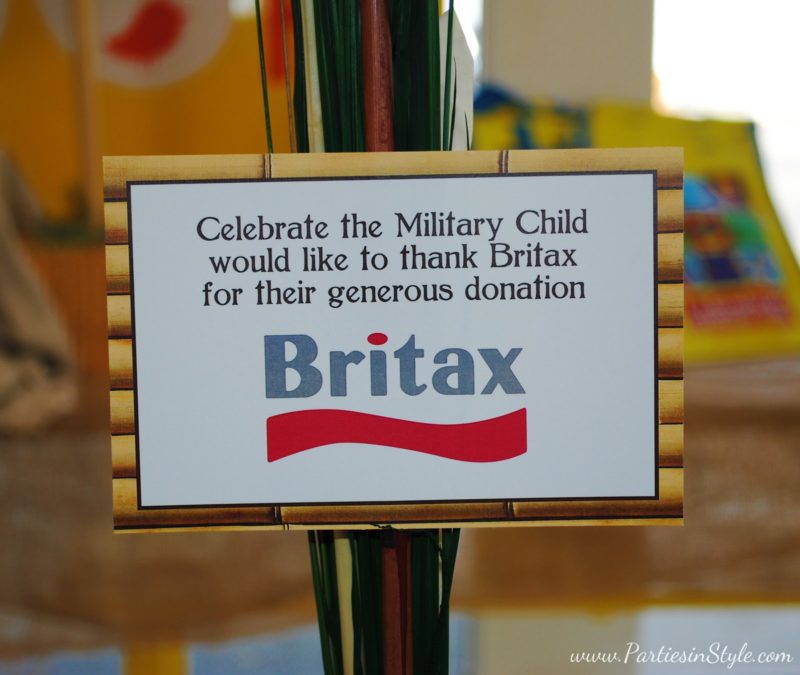 Celebrate the Military Child
would like to thank Britax
for their generous donation
Britax
www.PartiesinStyle.com